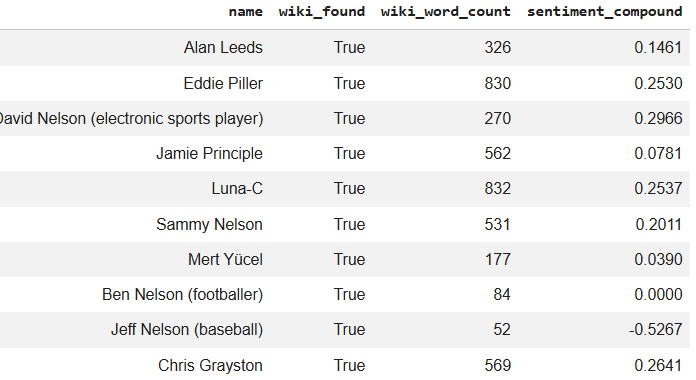 name wiki_found wiki_word_count sentiment_compound
Alan Leeds True 326 0.1461
Eddie Piller True 830 0.2530
David Nelson (electronic sports player) True 270 0.2966
Jamie Principle True 562 0.0781
Luna-C True 832 0.2537
Sammy Nelson True 531 0.2011
Mert Yücel True 177 0.0390
Ben Nelson (footballer) True 84 0.0000
Jeff Nelson (baseball) True 52 -0.5267
Chris Grayston True 569 0.2641